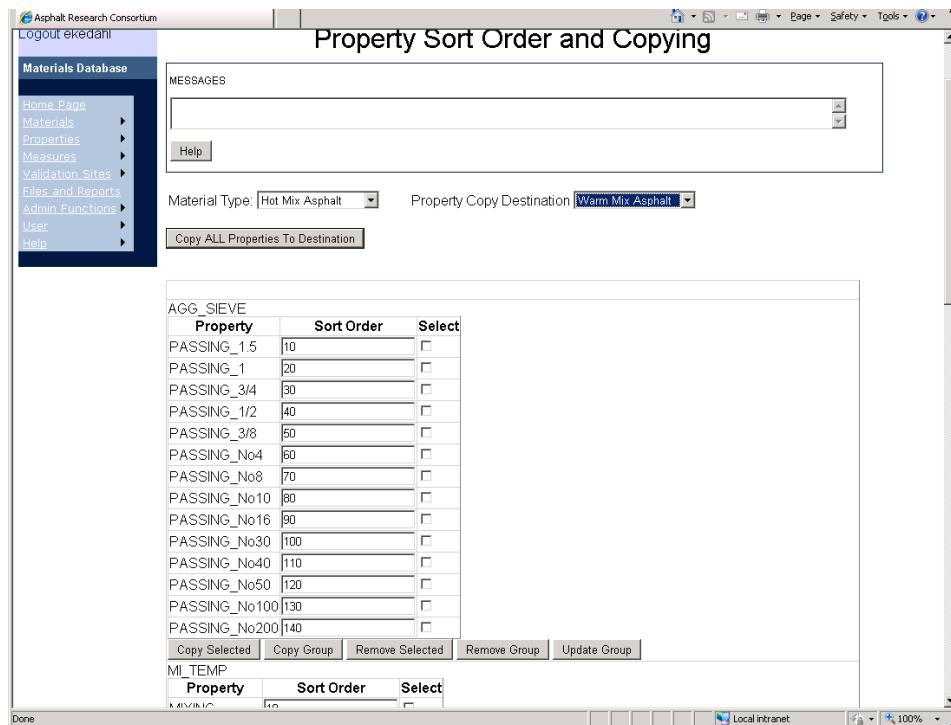 Asphalt Research Consortium
Page Safety Tools
Logout ekedahl
Property Sort Order and Copying
Materials Database
MESSAGES
Home Page
Materials
Properties
Measures
Validation Sites
Files and Reports
Admin Functions
User
Help
Help
Material Type: Hot Mix Asphalt Property Copy Destination Warm Mix Asphalt
Copy ALL Properties To Destination
AGG_SIEVE
Property Sort Order Select
PASSING_1.5 10
PASSING_1 20
PASSING_3/4 30
PASSING_1/2 40
PASSING_3/8 50
PASSING_No4 60
PASSING_No8 70
PASSING_No10 80
PASSING_No16 90
PASSING_No30 100
PASSING_No40 110
PASSING_No50 120
PASSING_No100 130
PASSING_No200 140
Copy Selected Copy Group Remove Selected Remove Group Update Group
MI_TEMP
Property Sort Order Select
MIXING 10
Done Local intranet 100%